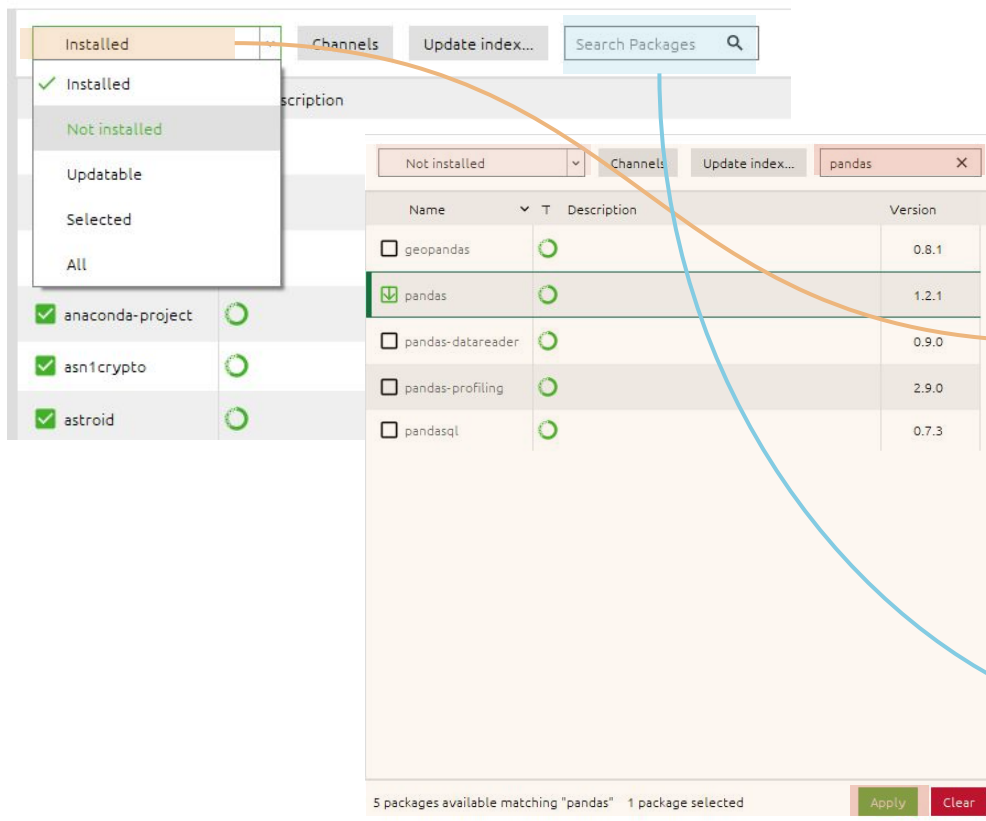 Installed Channels Update index... Search Packages
Installed
scription
Not installed
Updatable
Selected
All
anaconda-project
asn1crypto
astroid
Not installed Channels Update index... pandas
Name T Description Version
geopandas 0.8.1
pandas 1.2.1
pandas-datareader 0.9.0
pandas-profiling 2.9.0
pandasql 0.7.3
5 packages available matching "pandas" 1 package selected Apply Clear